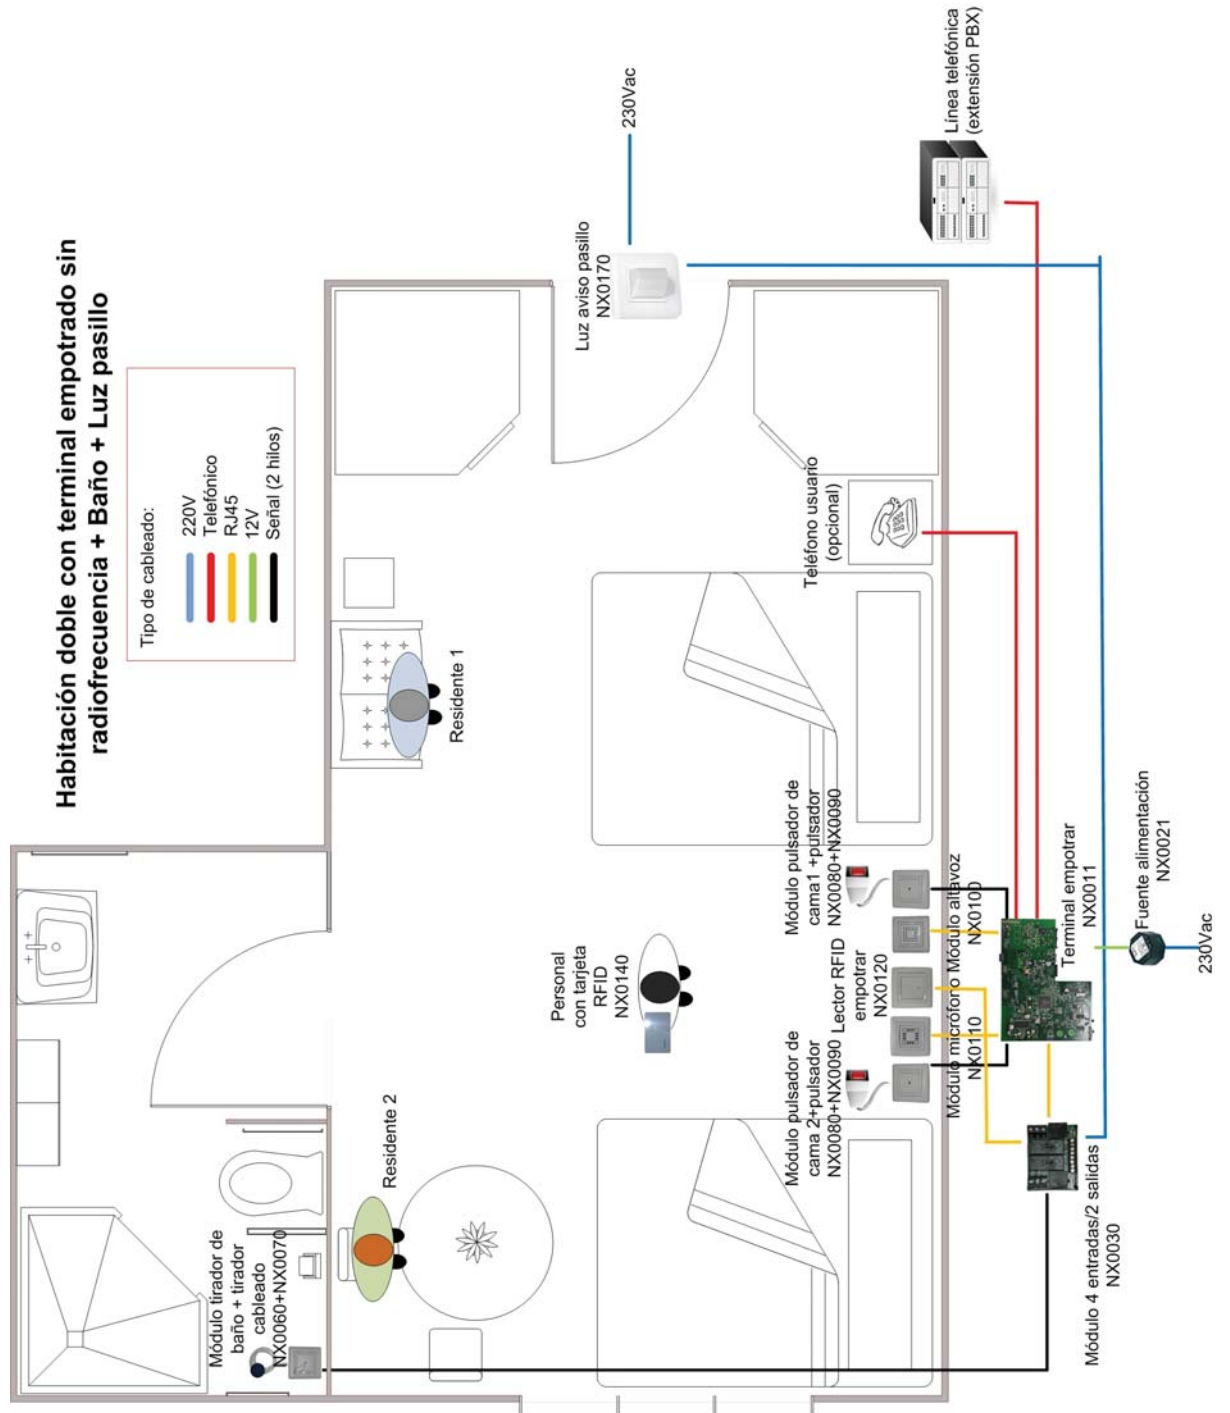 Habitación doble con terminal empotrado sin
radiofrecuencia + Baño + Luz pasillo
Tipo de cableado:
220V
Telefónico
RJ45
12V
Señal (2 hilos)
Módulo tirador de
baño + tirador
cableado
NX0060+NX0070
Residente 2
Residente 1
Personal
con tarjeta
RFID
NX0140
Luz aviso pasillo
NX0170
230Vac
Módulo pulsador de
cama 2+pulsador
NX0080+NX0090
Lector RFID
empotrar
NX0120
Módulo pulsador de
cama1 +pulsador
NX0080+NX0090
Teléfono usuario
(opcional)
Línea telefónica
(extensión PBX)
Módulo micrófono
NX0110
Módulo altavoz
NX0100
Terminal empotrar
NX0011
Módulo 4 entradas/2 salidas
NX0030
Fuente alimentación
NX0021
230Vac